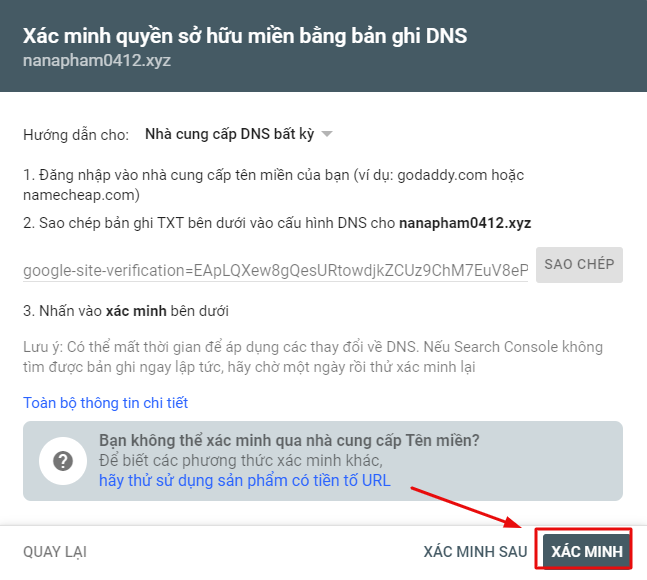 Xác minh quyền sở hữu miền bằng bản ghi DNS
nanapham0412.xyz
Hướng dẫn cho: Nhà cung cấp DNS bất kỳ
1. Đăng nhập vào nhà cung cấp tên miền của bạn (ví dụ: godaddy.com hoặc
namecheap.com)
2. Sao chép bản ghi TXT bên dưới vào cấu hình DNS cho nanapham0412.xyz
google-site-verification=EApLQXew8gQesURtowdjkZCUz9ChM7EuV8eP
SAO CHÉP
3. Nhấn vào xác minh bên dưới
Lưu ý: Có thể mất thời gian để áp dụng các thay đổi về DNS. Nếu Search Console không
tìm được bản ghi ngay lập tức, hãy chờ một ngày rồi thử xác minh lại
Toàn bộ thông tin chi tiết
Bạn không thể xác minh qua nhà cung cấp Tên miền?
Để biết các phương thức xác minh khác,
hãy thử sử dụng sản phẩm có tiền tố URL
QUAY LẠI
XÁC MINH SAU
XÁC MINH